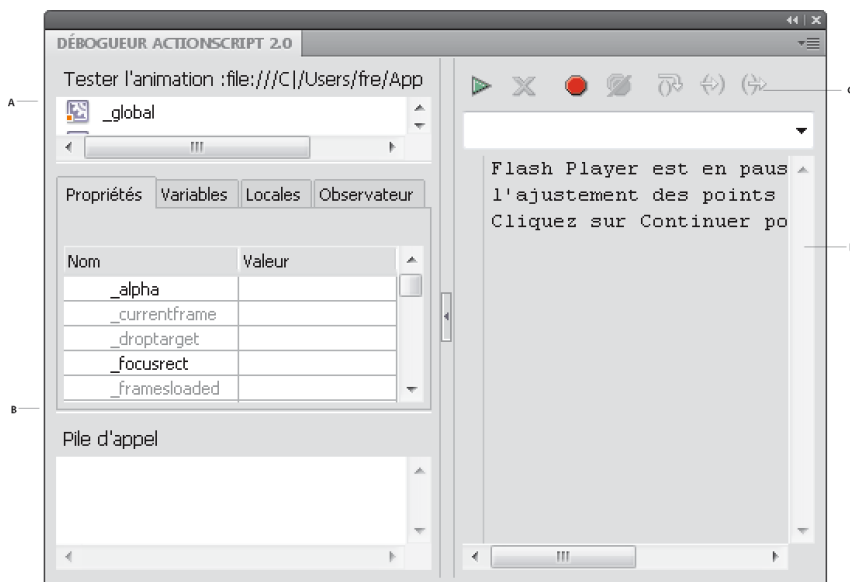 DÉBOGUEUR ACTIONSCRIPT 2.0
Tester l'animation :file:///C|/Users/fre/App
A
_global
Propriétés Variables Locales Observateur
Nom Valeur
_alpha
_currentframe
_droptarget
_focusrect
_framesloaded
B
Pile d'appel
Flash Player est en paus
l'ajustement des points
Cliquez sur Continuer po